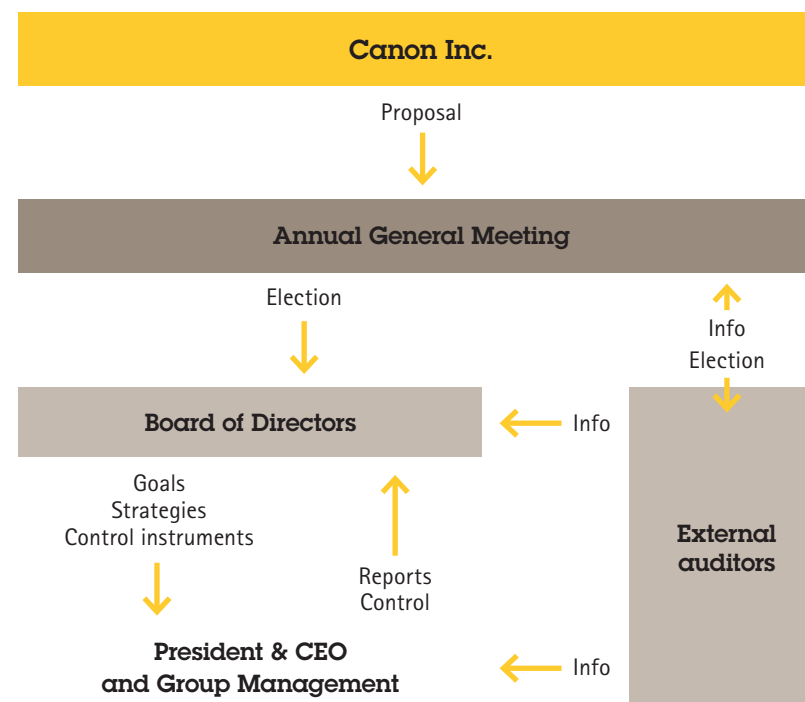 Canon Inc.
Proposal
Annual General Meeting
Election
Info
Election
Board of Directors
Info
Goals
Strategies
Control instruments
Reports
Control
External
auditors
President & CEO
and Group Management
Info